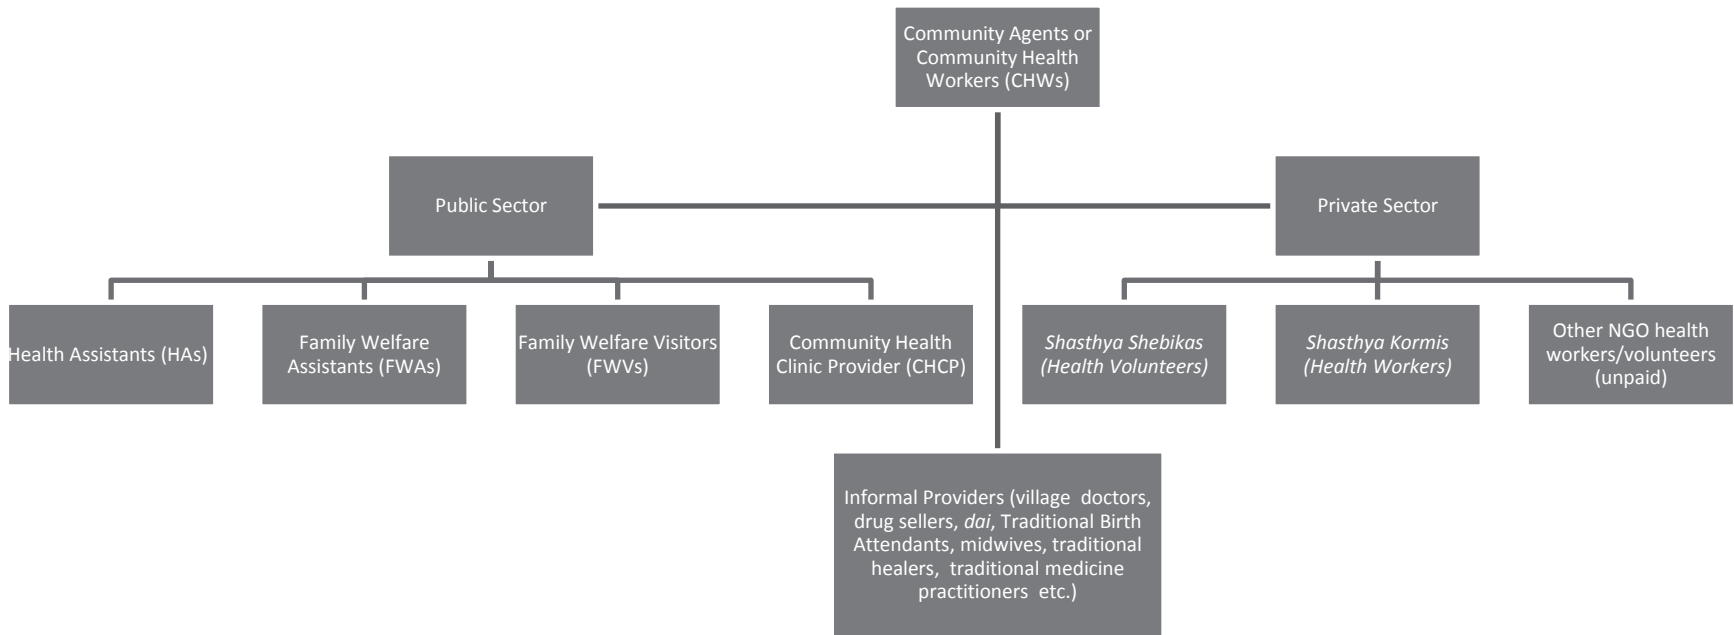 Community Agents or
Community Health
Workers (CHWs)
Public Sector
Private Sector
Health Assistants (HAs)
Family Welfare
Assistants (FWAs)
Family Welfare Visitors
(FWVs)
Community Health
Clinic Provider (CHCP)
Shasthya Shebikas
(Health Volunteers)
Shasthya Kormis
(Health Workers)
Other NGO health
workers/volunteers
(unpaid)
Informal Providers (village doctors,
drug sellers, dai, Traditional Birth
Attendants, midwives, traditional
healers, traditional medicine
practitioners etc.)